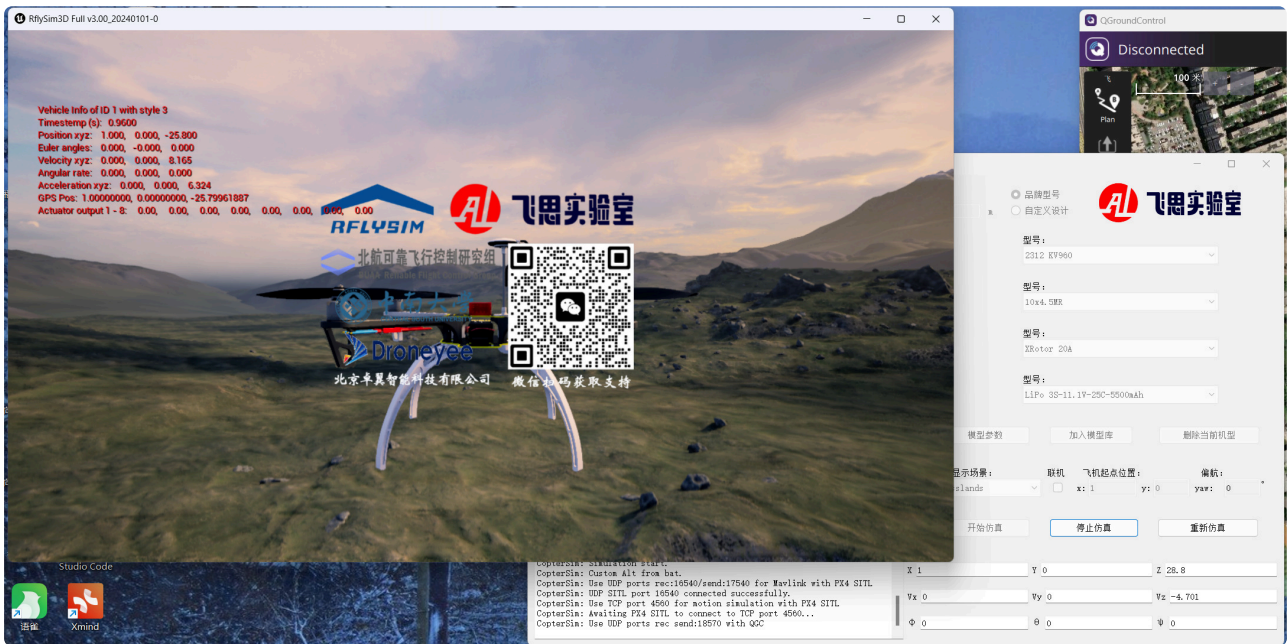 RflySim3D Full v3.00_20240101-0
QGroundControl
Disconnected
100 米
Plan
Vehicle Info of ID 1 with style 3
Timestemp (s): 0.9600
Position xyz: 1.000, 0.000, -25.800
Euler angles: 0.000, -0.000, 0.000
Velocity xyz: 0.000, 0.000, 8.165
Angular rate: 0.000, 0.000, 0.000
Acceleration xyz: 0.000, 0.000, 6.324
GPS Pos: 1.00000000, 0.00000000, -25.79961887
Actuator output 1 - 8: 0.00, 0.00, 0.00, 0.00, 0.00, 0.00, 0.00, 0.00
RFLYSIM
飞思实验室
北航可靠飞行控制研究组
Droneyee
北京卓翼智能科技有限公司
微信扫码获取支持
品牌型号
自定义设计
飞思实验室
型号:
2312 KV960
型号:
10x4.5MR
型号:
XRotor 20A
型号:
LiPo 3S-11.1V-25C-5500mAh
模型参数 加入模型库 删除当前机型
显示场景: 联机 飞机起点位置: 偏航:
slands x: 1 y: 0 yaw: 0 °
开始仿真 停止仿真 重新仿真
CopterSim: Simulation start.
CopterSim: Custom Alt from bat.
CopterSim: Use UDP ports rec:16540/send:17540 for Mavlink with PX4 SITL
CopterSim: UDP SITL port 16540 connected successfully.
CopterSim: Use TCP port 4560 for motion simulation with PX4 SITL
CopterSim: Awaiting PX4 SITL to connect to TCP port 4560...
CopterSim: Use UDP ports rec send:18570 with QGC
X 1 Y 0 Z 28.8
Vx 0 Vy 0 Vz -4.701
Φ 0 θ 0 Ψ 0
Studio Code
语雀
Xmind